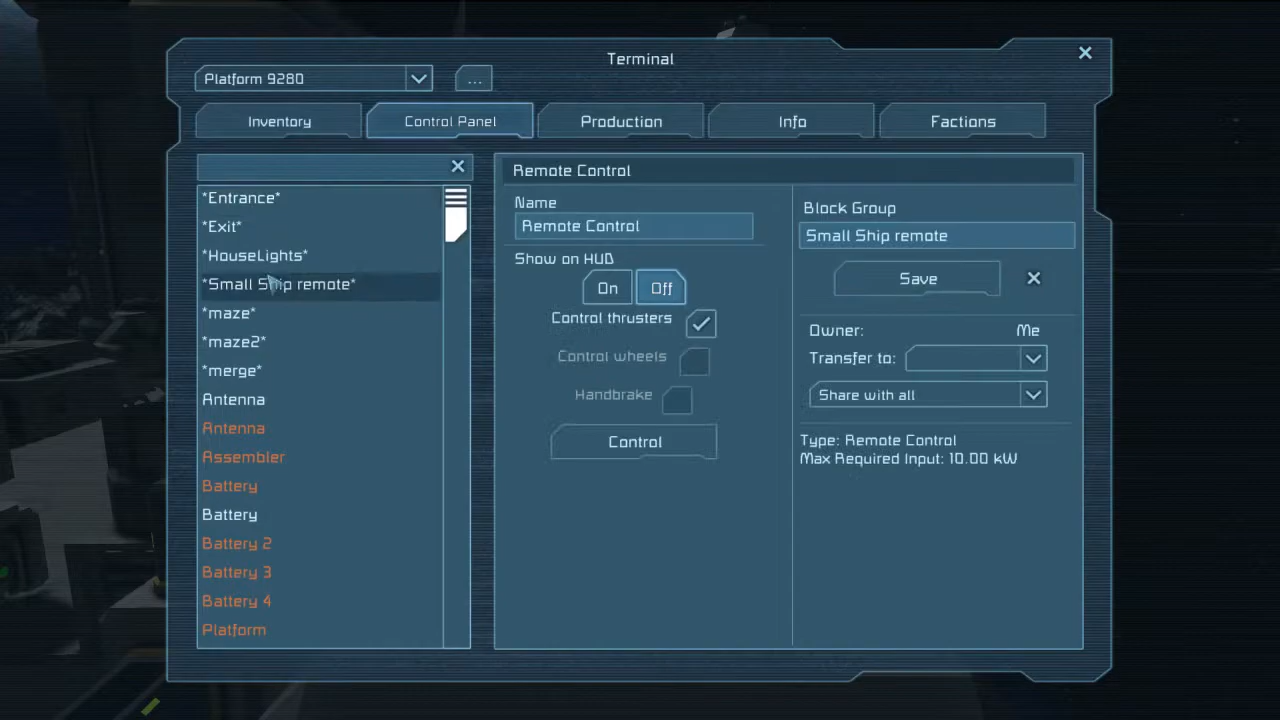 Terminal
Platform 9280
...
Inventory
Control Panel
Production
Info
Factions
*Entrance*
*Exit*
*HouseLights*
*Small Ship remote*
*maze*
*maze2*
*merge*
Antenna
Antenna
Assembler
Battery
Battery
Battery 2
Battery 3
Battery 4
Platform
Remote Control
Name
Remote Control
Show on HUD
On
Off
Control thrusters
Control wheels
Handbrake
Control
Block Group
Small Ship remote
Save
Owner:
Me
Transfer to:
Share with all
Type: Remote Control
Max Required Input: 10.00 kW